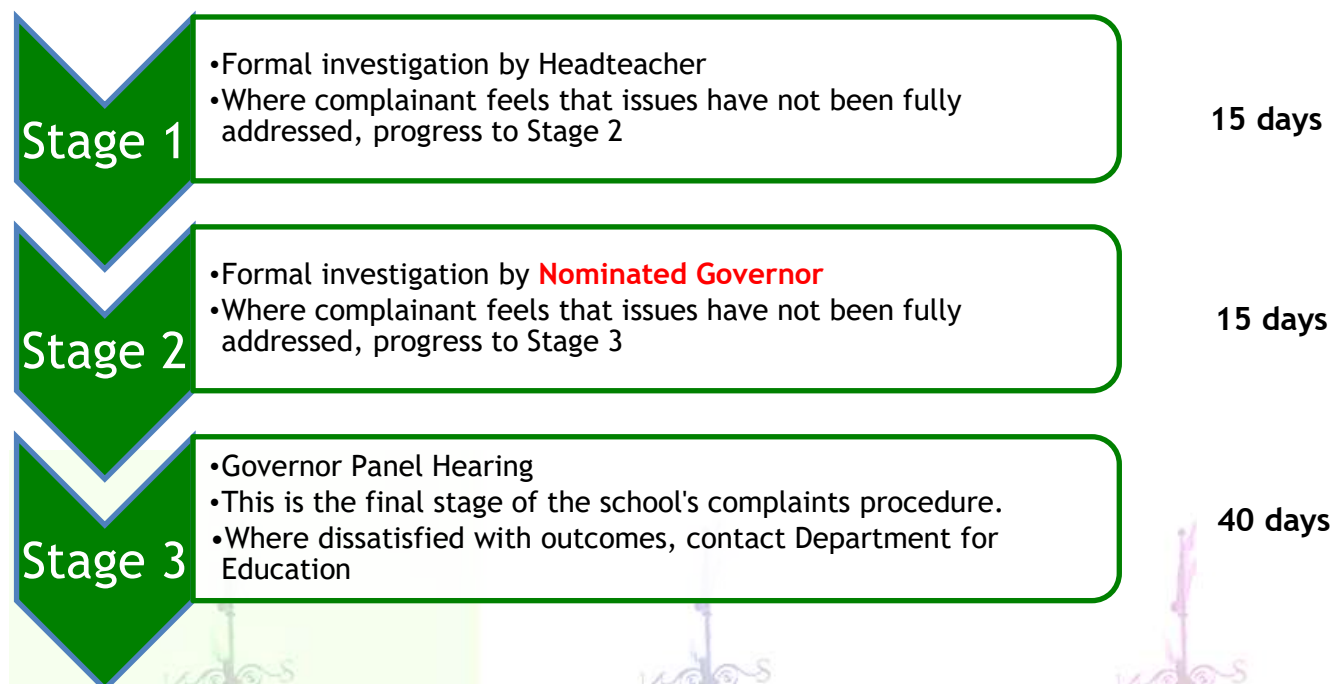 Stage 1
•Formal investigation by Headteacher
•Where complainant feels that issues have not been fully
addressed, progress to Stage 2
15 days
Stage 2
•Formal investigation by Nominated Governor
•Where complainant feels that issues have not been fully
addressed, progress to Stage 3
15 days
Stage 3
•Governor Panel Hearing
•This is the final stage of the school's complaints procedure.
•Where dissatisfied with outcomes, contact Department for
Education
40 days